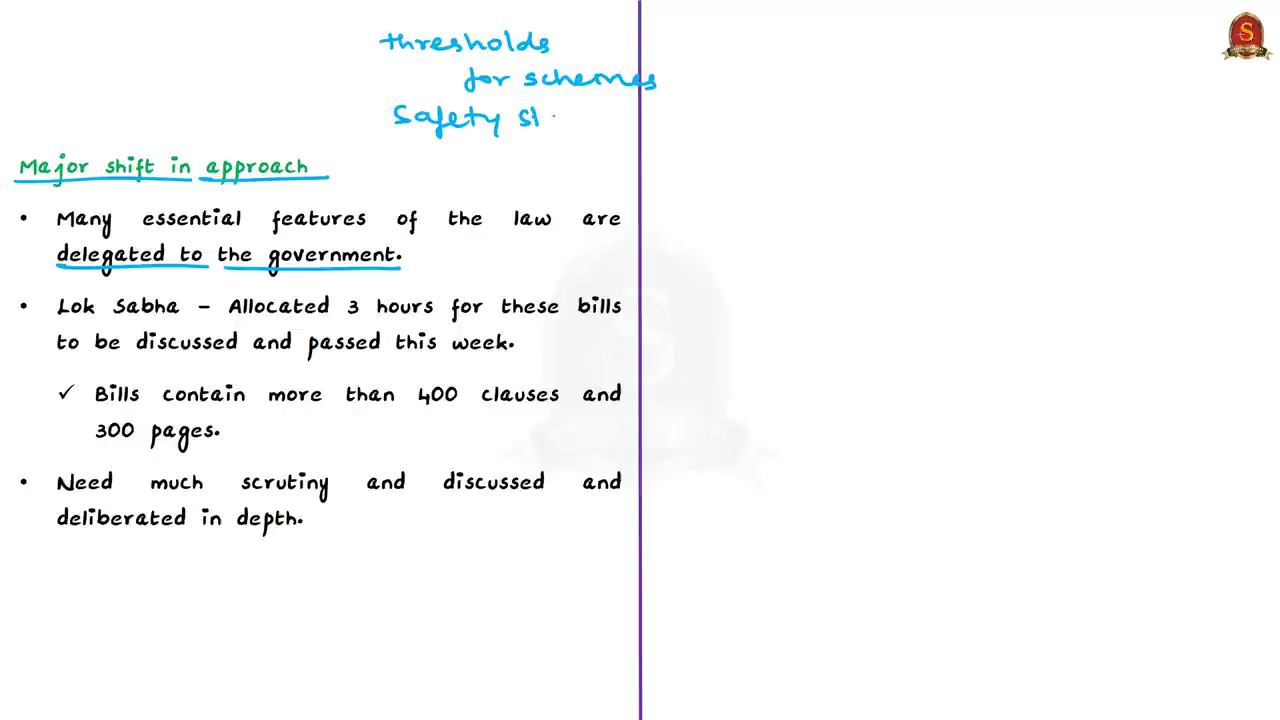 thresholds
for schemes
Safety
Major shift in approach
• Many essential features of the law are
delegated to the government.
• Lok Sabha – Allocated 3 hours for these bills
to be discussed and passed this week.
✓ Bills contain more than 400 clauses and
300 pages.
• Need much scrutiny and discussed and
deliberated in depth.
S